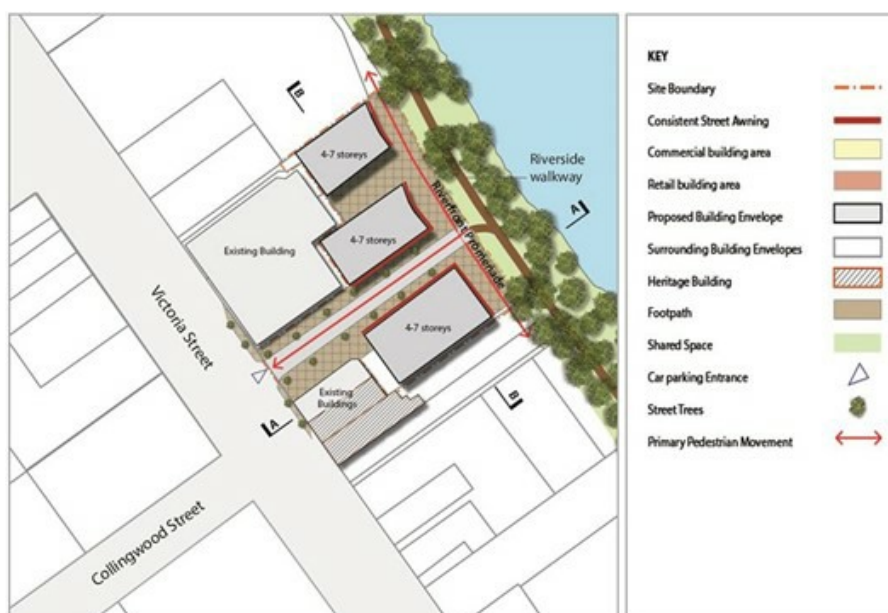 B
4-7 storeys
Riverside
walkway
A
Riverfront Promenade
4-7 storeys
Existing Building
Victoria Street
4-7 storeys
Existing
Buildings
B
A
Collingwood Street
KEY
Site Boundary
Consistent Street Awning
Commercial building area
Retail building area
Proposed Building Envelope
Surrounding Building Envelopes
Heritage Building
Footpath
Shared Space
Car parking Entrance
Street Trees
Primary Pedestrian Movement